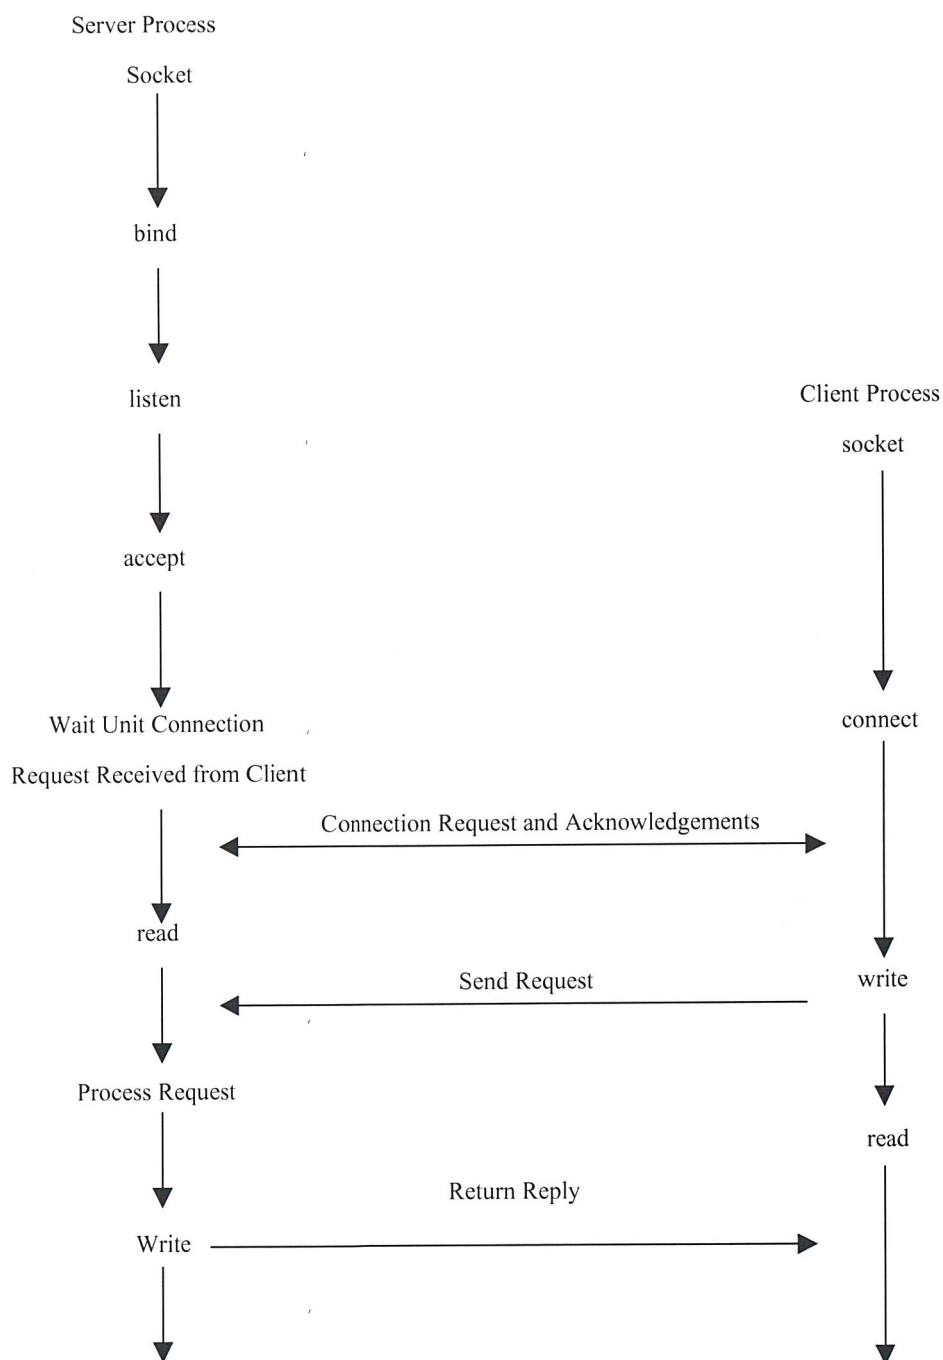 Server Process
Socket
bind
listen
Client Process
socket
accept
Wait Unit Connection
connect
Request Received from Client
Connection Request and Acknowledgements
read
Send Request
write
Process Request
read
Return Reply
Write